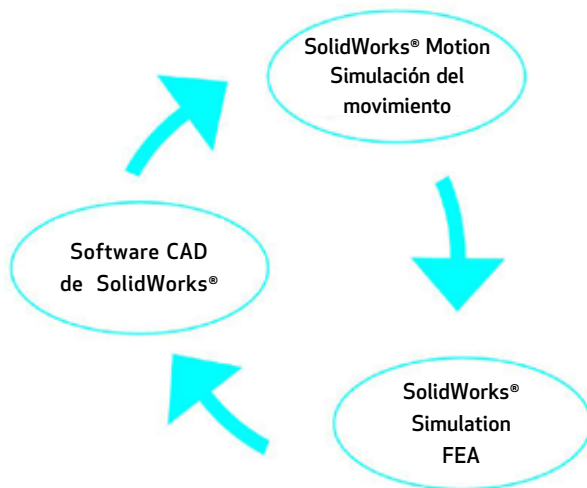 SolidWorks® Motion
Simulación del
movimiento
Software CAD
de SolidWorks®
SolidWorks®
Simulation
FEA